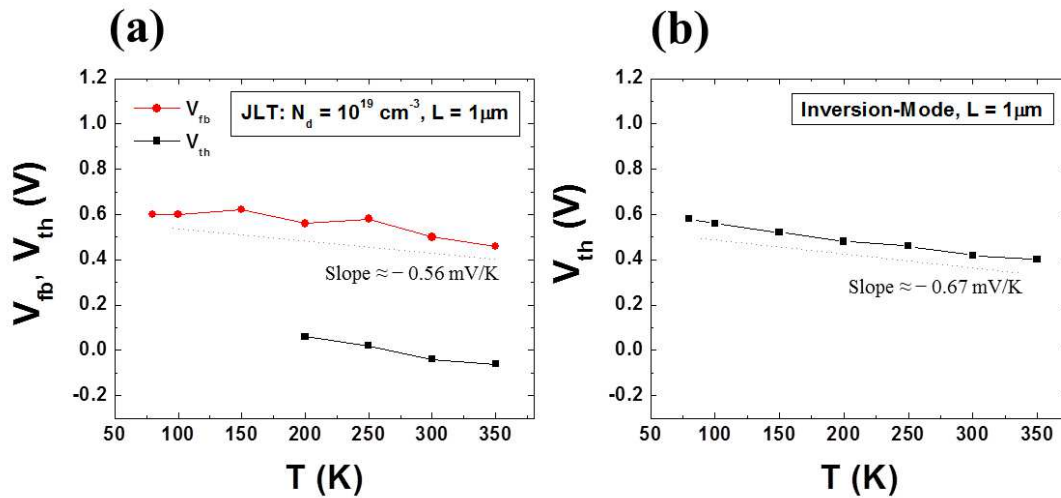 (a)
V_fb, V_th (V)
1.2
1.0
0.8
0.6
0.4
0.2
0.0
-0.2
V_fb
V_th
JLT: N_d = 10^19 cm^-3, L = 1μm
Slope ≈ − 0.56 mV/K
50 100 150 200 250 300 350
T (K)
(b)
V_th (V)
1.2
1.0
0.8
0.6
0.4
0.2
0.0
-0.2
Inversion-Mode, L = 1μm
Slope ≈ − 0.67 mV/K
50 100 150 200 250 300 350
T (K)